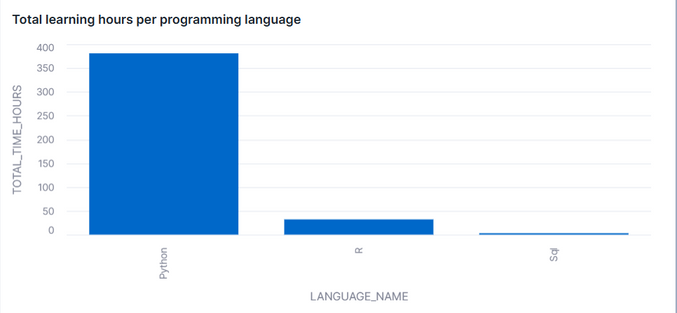 Total learning hours per programming language
TOTAL_TIME_HOURS
400
350
300
250
200
150
100
50
0
Python
R
Sql
LANGUAGE_NAME